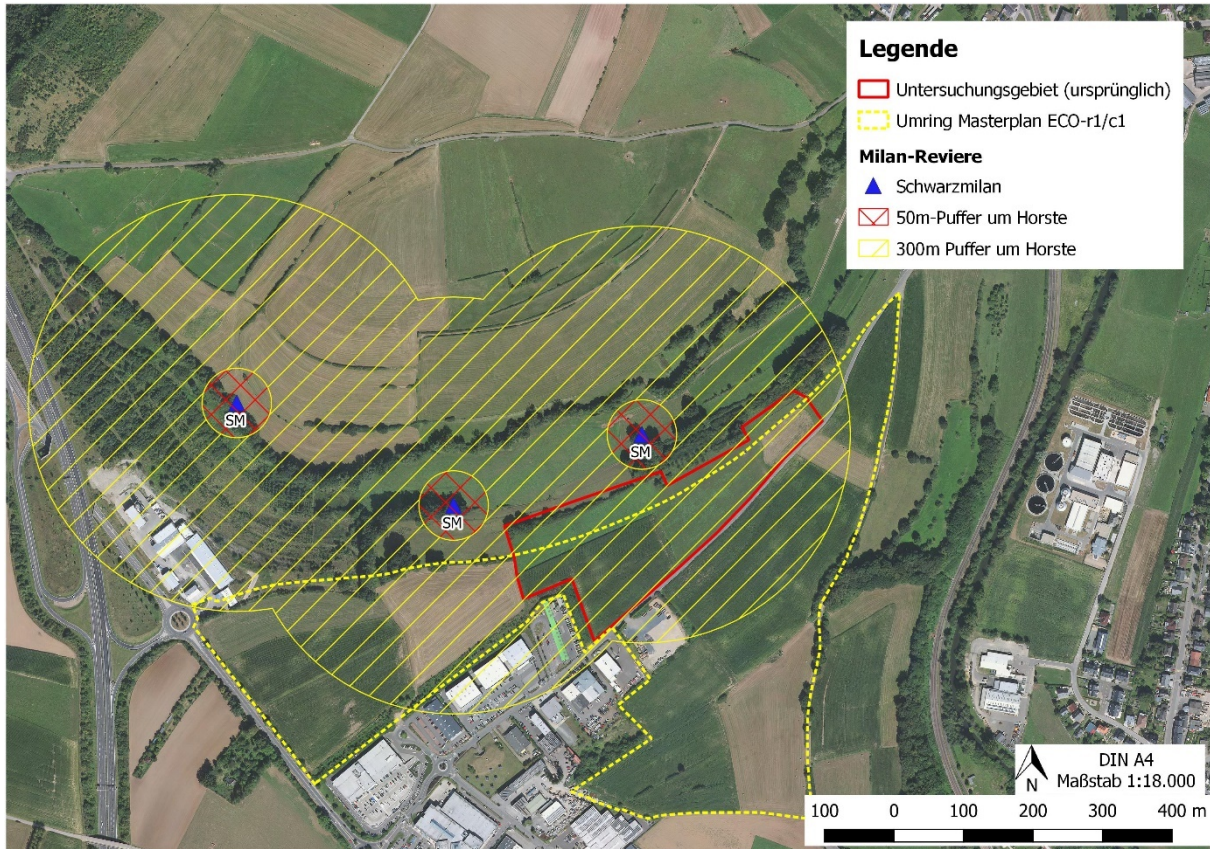 Legende
Untersuchungsgebiet (ursprünglich)
Umring Masterplan ECO-r1/c1
Milan-Reviere
Schwarzmilan
50m-Puffer um Horste
300m Puffer um Horste
SM
SM
SM
N
DIN A4
Maßstab 1:18.000
100 0 100 200 300 400 m